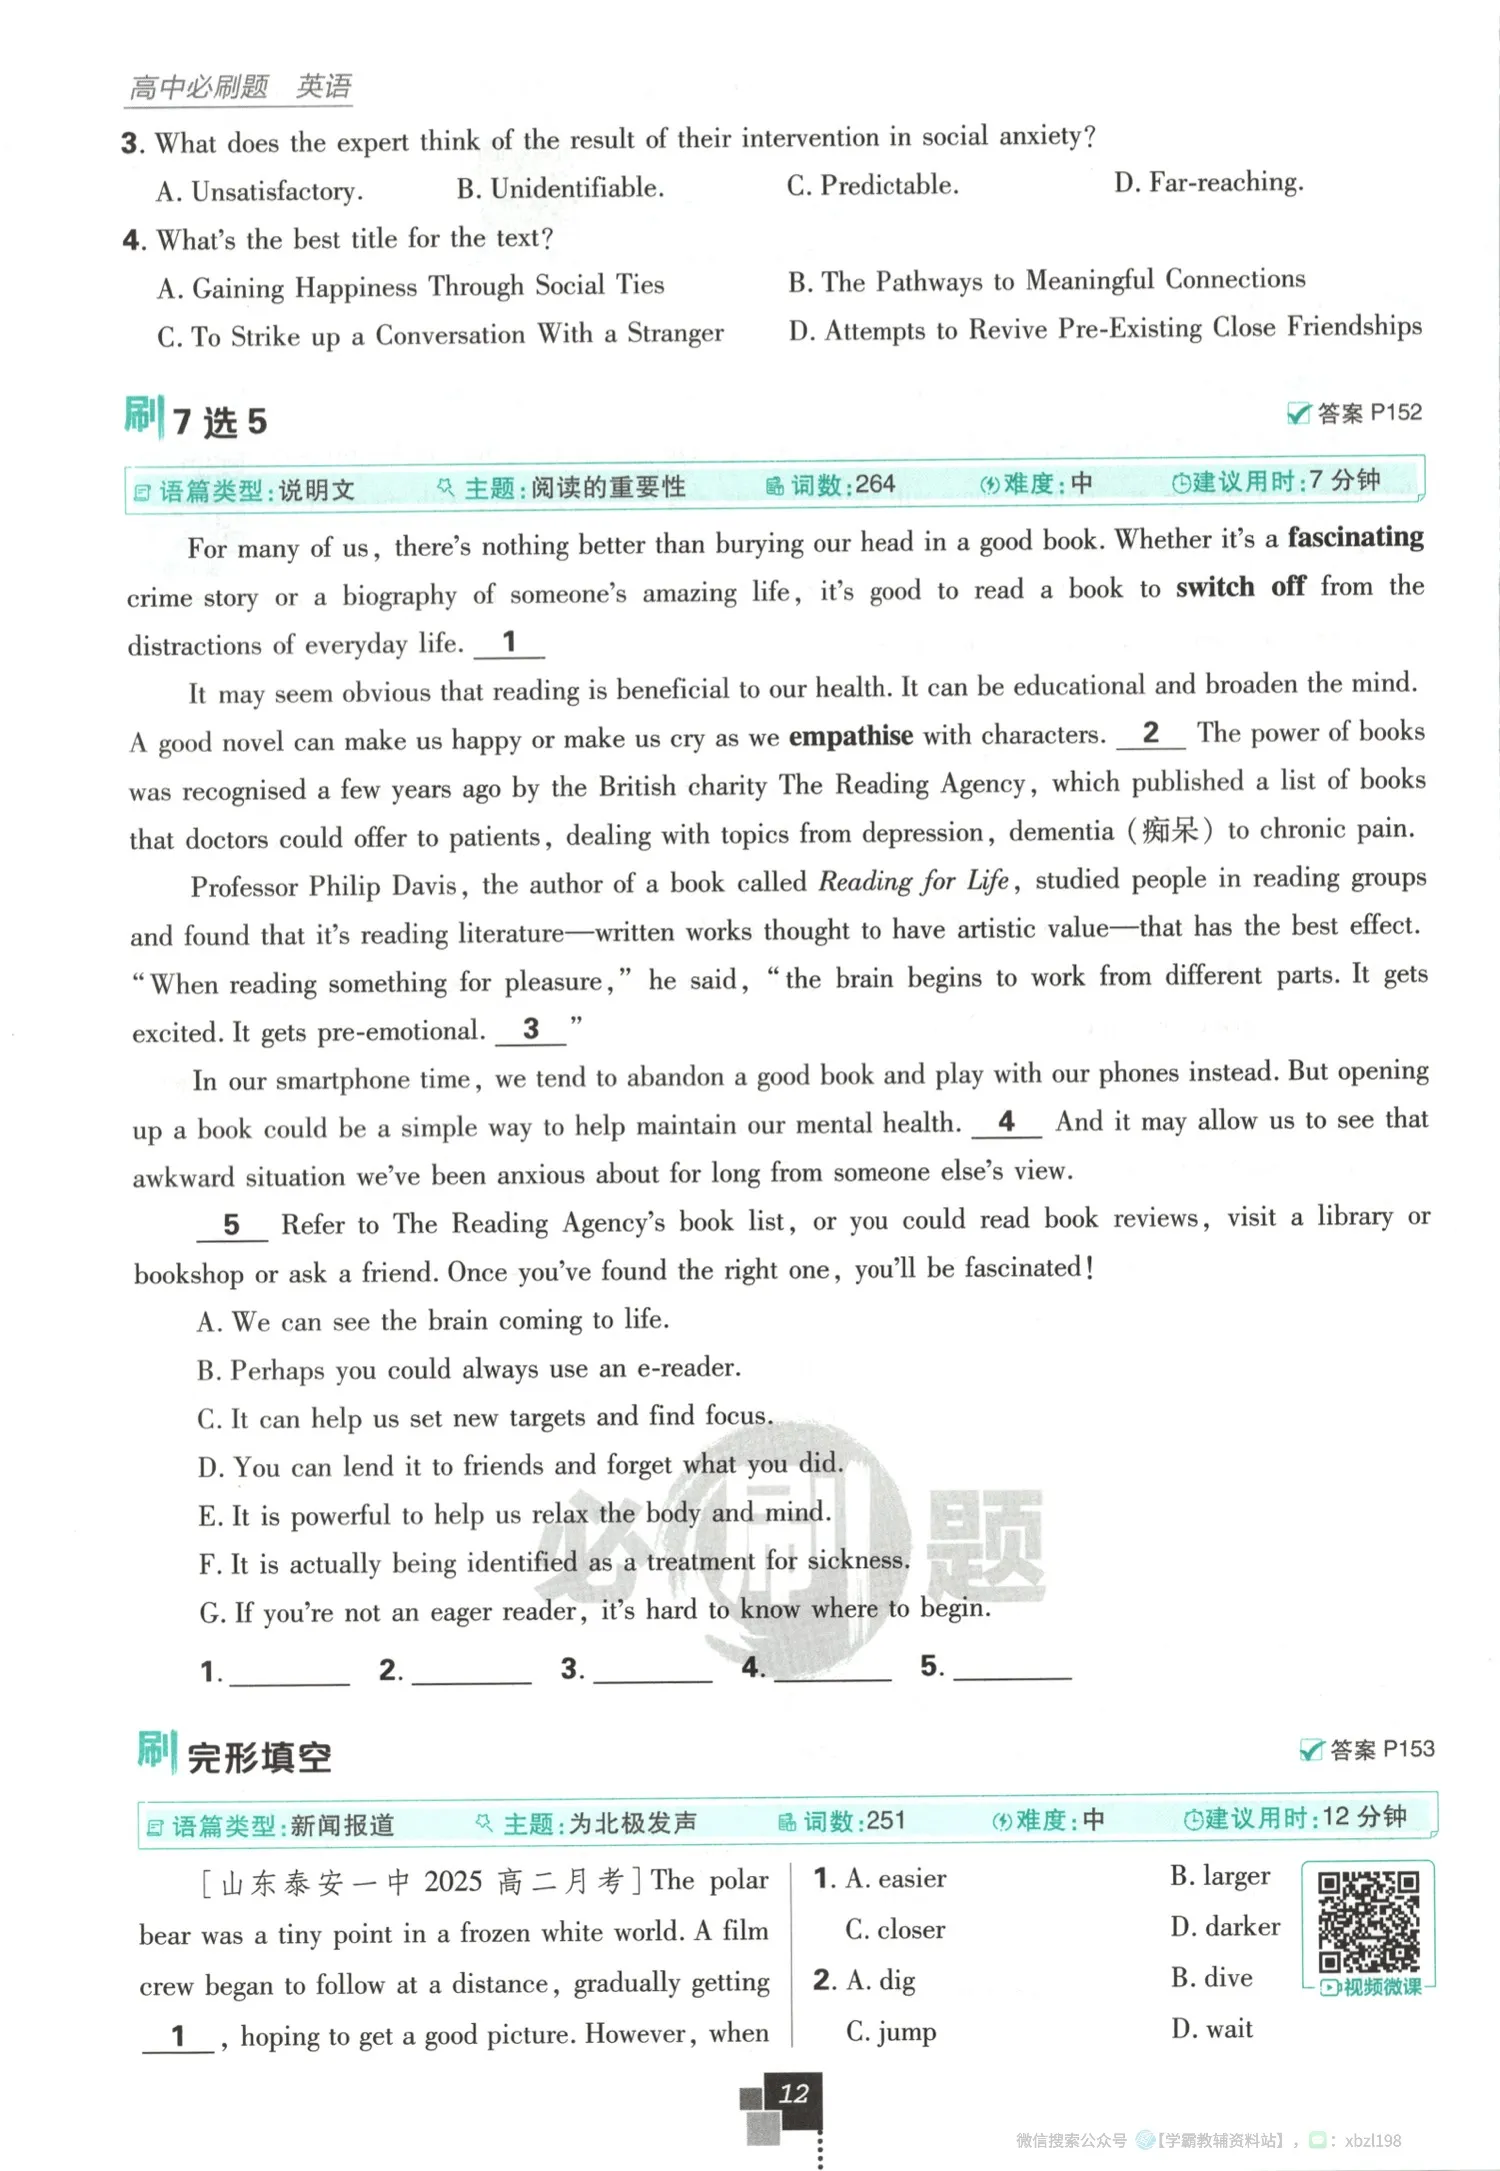 高中必刷题 英语
3. What does the expert think of the result of their intervention in social anxiety?
A. Unsatisfactory. B. Unidentifiable. C. Predictable. D. Far-reaching.
4. What's the best title for the text?
A. Gaining Happiness Through Social Ties B. The Pathways to Meaningful Connections
C. To Strike up a Conversation With a Stranger D. Attempts to Revive Pre-Existing Close Friendships
刷 7 选 5 答案 P152
语篇类型:说明文 主题:阅读的重要性 词数:264 难度:中 建议用时:7 分钟
For many of us, there's nothing better than burying our head in a good book. Whether it's a fascinating
crime story or a biography of someone's amazing life, it's good to read a book to switch off from the
distractions of everyday life. 1
It may seem obvious that reading is beneficial to our health. It can be educational and broaden the mind.
A good novel can make us happy or make us cry as we empathise with characters. 2 The power of books
was recognised a few years ago by the British charity The Reading Agency, which published a list of books
that doctors could offer to patients, dealing with topics from depression, dementia (痴呆) to chronic pain.
Professor Philip Davis, the author of a book called Reading for Life, studied people in reading groups
and found that it's reading literature—written works thought to have artistic value—that has the best effect.
“When reading something for pleasure,” he said, “the brain begins to work from different parts. It gets
excited. It gets pre-emotional. 3 ”
In our smartphone time, we tend to abandon a good book and play with our phones instead. But opening
up a book could be a simple way to help maintain our mental health. 4 And it may allow us to see that
awkward situation we've been anxious about for long from someone else's view.
5 Refer to The Reading Agency's book list, or you could read book reviews, visit a library or
bookshop or ask a friend. Once you've found the right one, you'll be fascinated!
A. We can see the brain coming to life.
B. Perhaps you could always use an e-reader.
C. It can help us set new targets and find focus.
D. You can lend it to friends and forget what you did.
E. It is powerful to help us relax the body and mind.
F. It is actually being identified as a treatment for sickness.
G. If you're not an eager reader, it's hard to know where to begin.
必刷题
1. 2. 3. 4. 5.
刷 完形填空 答案 P153
语篇类型:新闻报道 主题:为北极发声 词数:251 难度:中 建议用时:12 分钟
[山东泰安一中 2025 高二月考] The polar
bear was a tiny point in a frozen white world. A film
crew began to follow at a distance, gradually getting
1 , hoping to get a good picture. However, when
1. A. easier B. larger
C. closer D. darker
2. A. dig B. dive
C. jump D. wait
视频微课
12
微信搜索公众号 【学霸教辅资料站】, : xbzl198